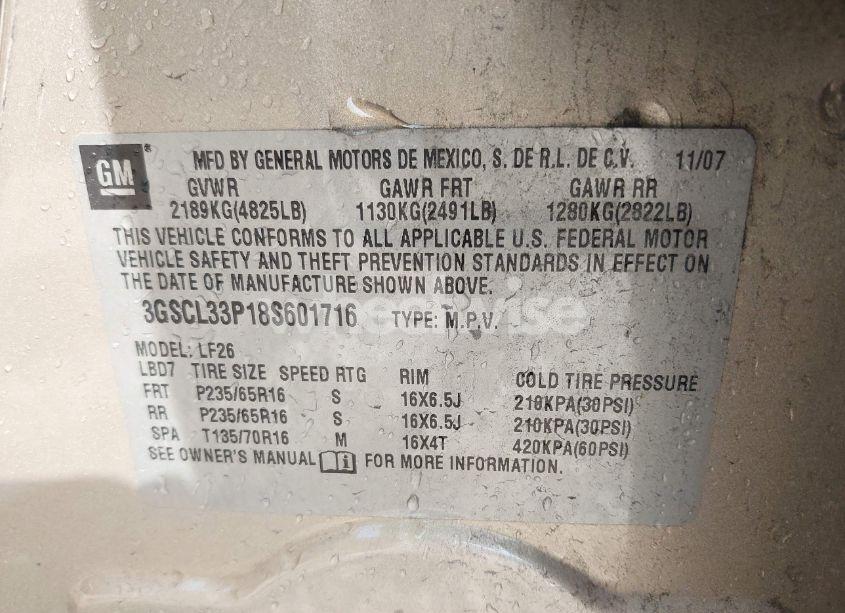 GM
MFD BY GENERAL MOTORS DE MEXICO, S. DE R.L. DE C.V. 11/07
GVWR GAWR FRT GAWR RR
2189KG(4825LB) 1130KG(2491LB) 1280KG(2822LB)
THIS VEHICLE CONFORMS TO ALL APPLICABLE U.S. FEDERAL MOTOR
VEHICLE SAFETY AND THEFT PREVENTION STANDARDS IN EFFECT ON
THE DATE OF MANUFACTURE SHOWN ABOVE.
3GSCL33P18S601716 TYPE: M.P.V.
MODEL: LF26
LBD7 TIRE SIZE SPEED RTG RIM COLD TIRE PRESSURE
FRT P235/65R16 S 16X6.5J 210KPA(30PSI)
RR P235/65R16 S 16X6.5J 210KPA(30PSI)
SPA T135/70R16 M 16X4T 420KPA(60PSI)
SEE OWNER'S MANUAL FOR MORE INFORMATION.